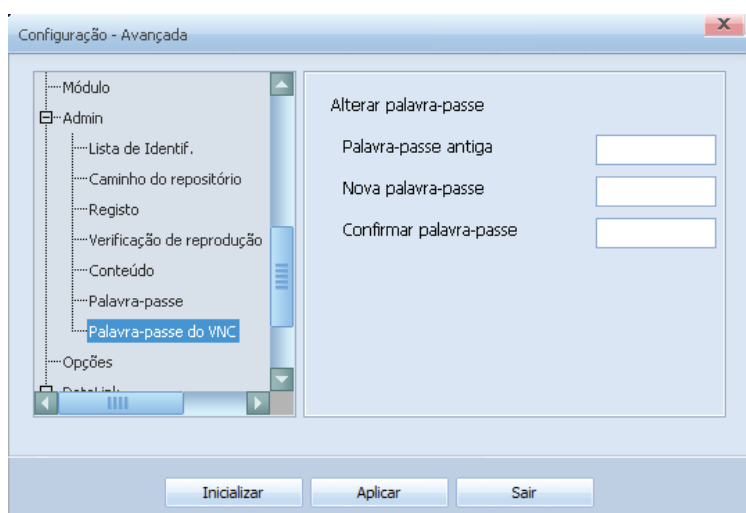 Configuração - Avançada
Módulo
Admin
Lista de Identif.
Caminho do repositório
Registo
Verificação de reprodução
Conteúdo
Palavra-passe
Palavra-passe do VNC
Opções
DataLink
Alterar palavra-passe
Palavra-passe antiga
Nova palavra-passe
Confirmar palavra-passe
Inicializar
Aplicar
Sair